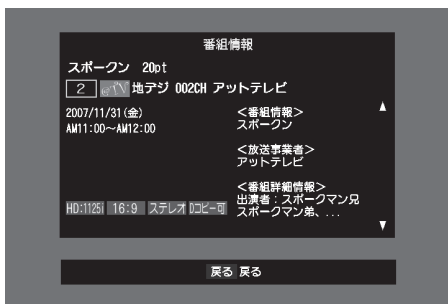 番組情報
スポークン 20pt
2 地デジ 002CH アットテレビ
2007/11/31(金)
AM11:00～AM12:00
HD:1125i 16:9 ステレオ Dコピー可
<番組情報>
スポークン
<放送事業者>
アットテレビ
<番組詳細情報>
出演者：スポークマン兄
スポークマン弟、...
戻る 戻る